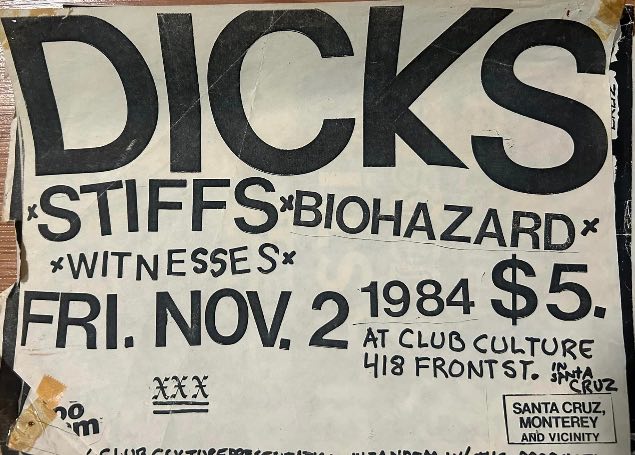 DICKS
×STIFFS×BIOHAZARD×
×WITNESSES×
FRI. NOV. 2 1984 $5.
AT CLUB CULTURE
418 FRONT ST. IN SANTA CRUZ
XXX
SANTA CRUZ,
MONTEREY
AND VICINITY